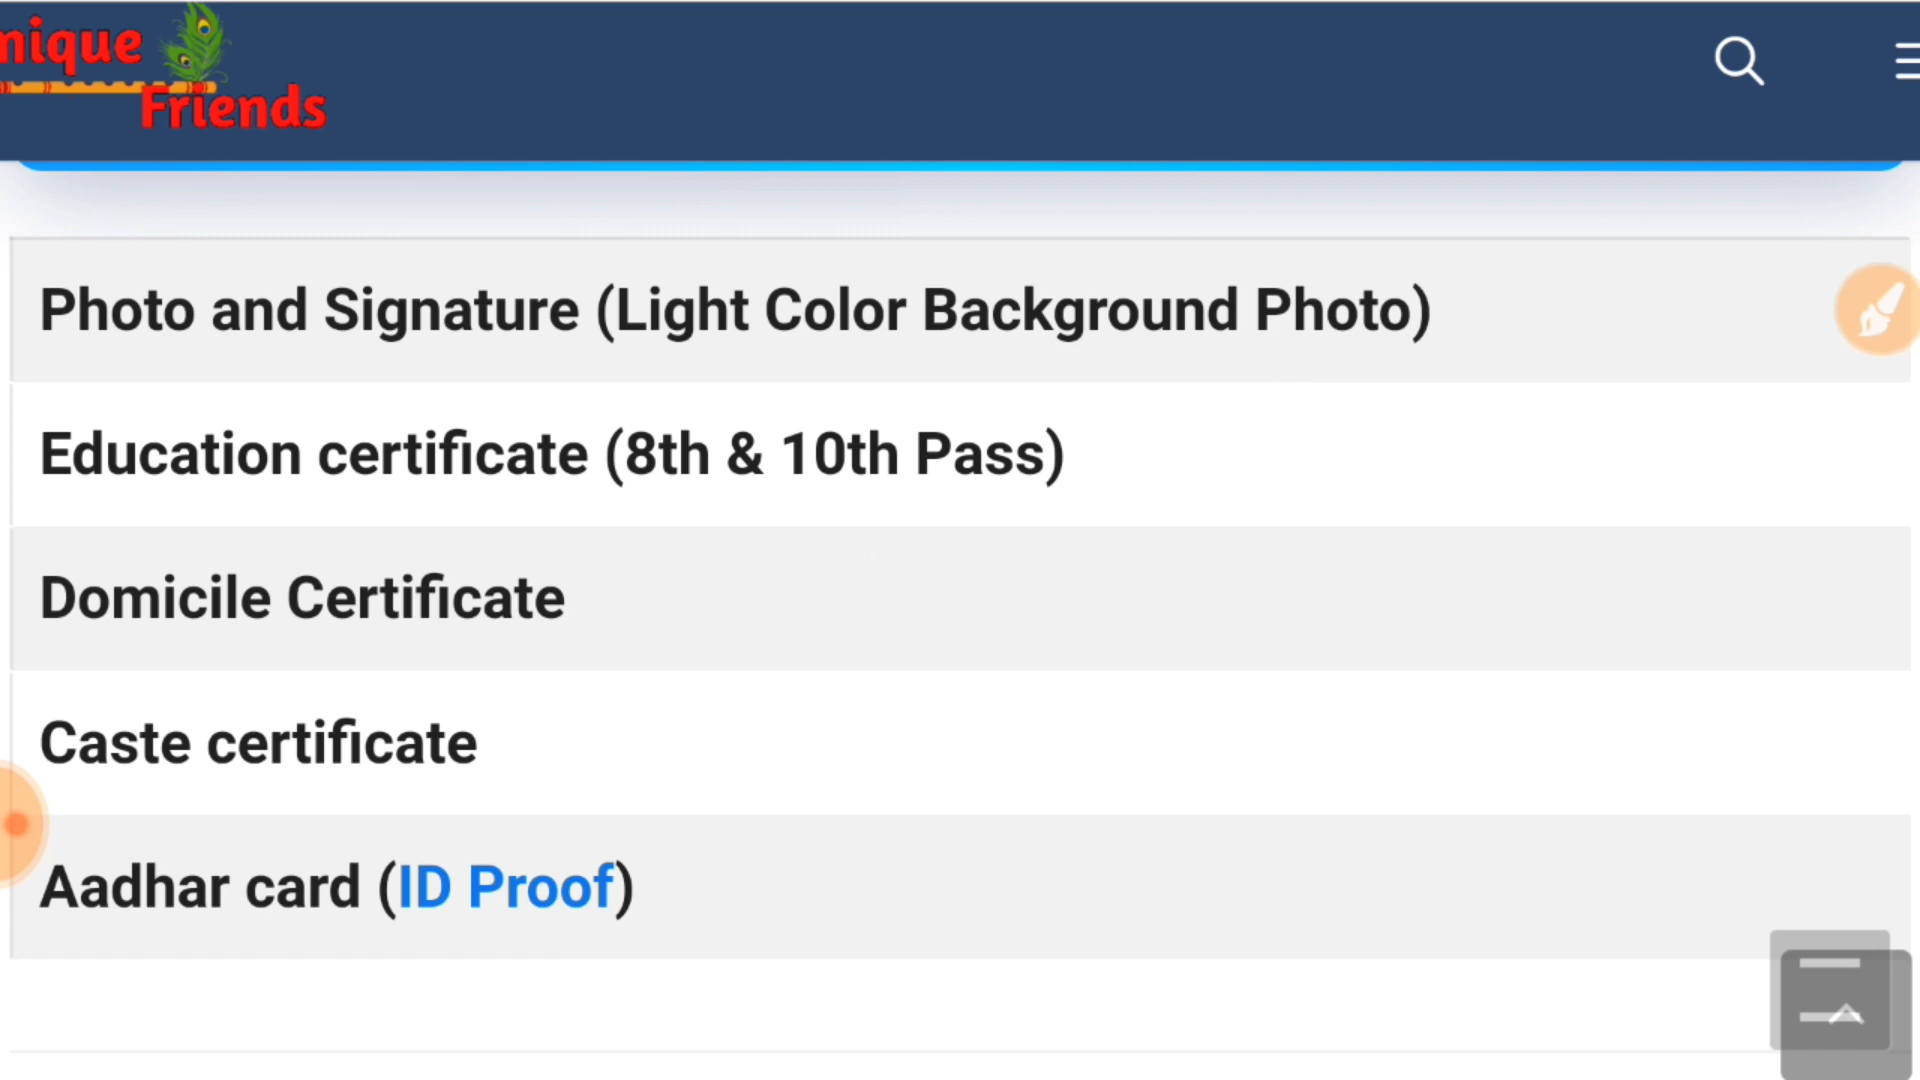 nique
Friends
Photo and Signature (Light Color Background Photo)
Education certificate (8th & 10th Pass)
Domicile Certificate
Caste certificate
Aadhar card (ID Proof)